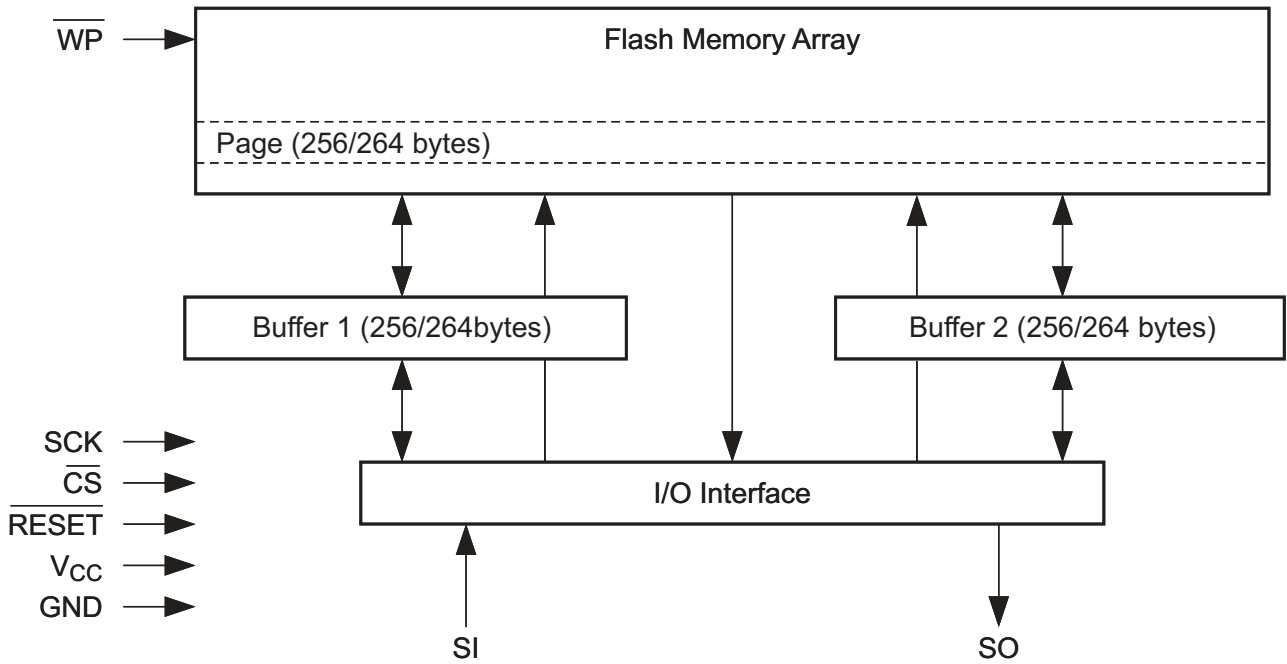 WP
Flash Memory Array
Page (256/264 bytes)
Buffer 1 (256/264bytes)
Buffer 2 (256/264 bytes)
SCK
CS
RESET
VCC
GND
I/O Interface
SI
SO